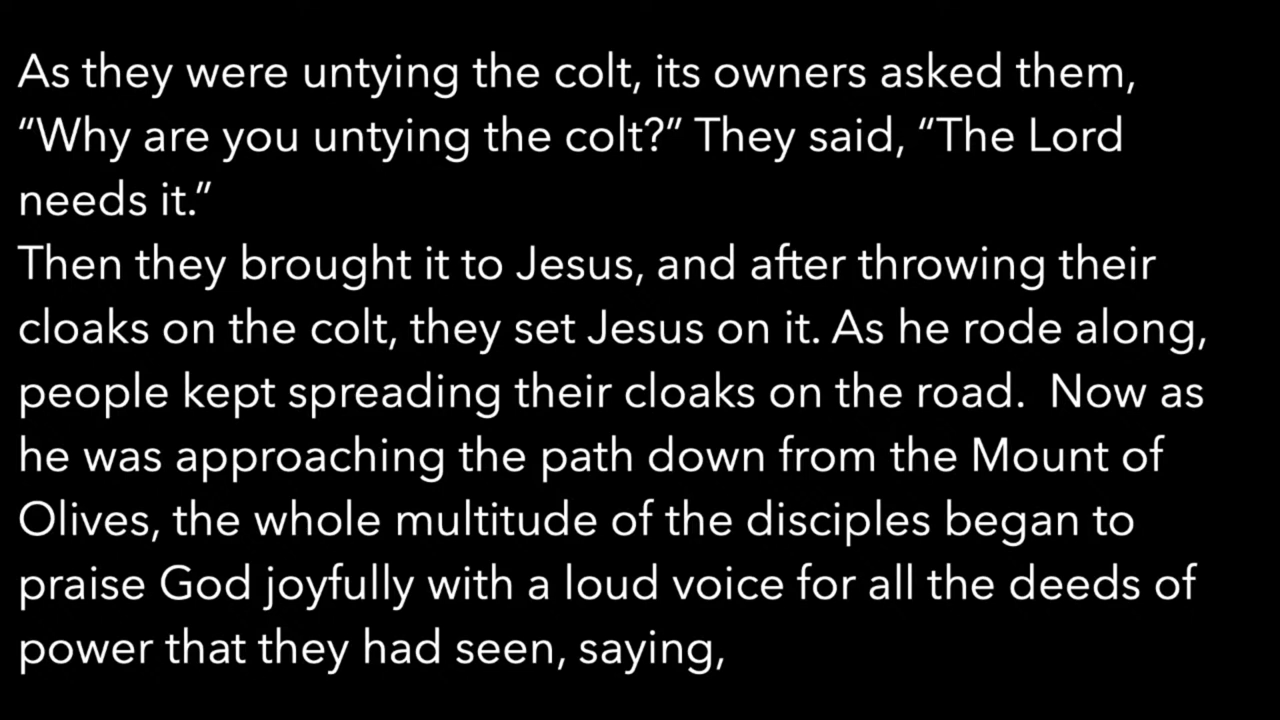 As they were untying the colt, its owners asked them,
“Why are you untying the colt?” They said, “The Lord
needs it.”
Then they brought it to Jesus, and after throwing their
cloaks on the colt, they set Jesus on it. As he rode along,
people kept spreading their cloaks on the road.  Now as
he was approaching the path down from the Mount of
Olives, the whole multitude of the disciples began to
praise God joyfully with a loud voice for all the deeds of
power that they had seen, saying,